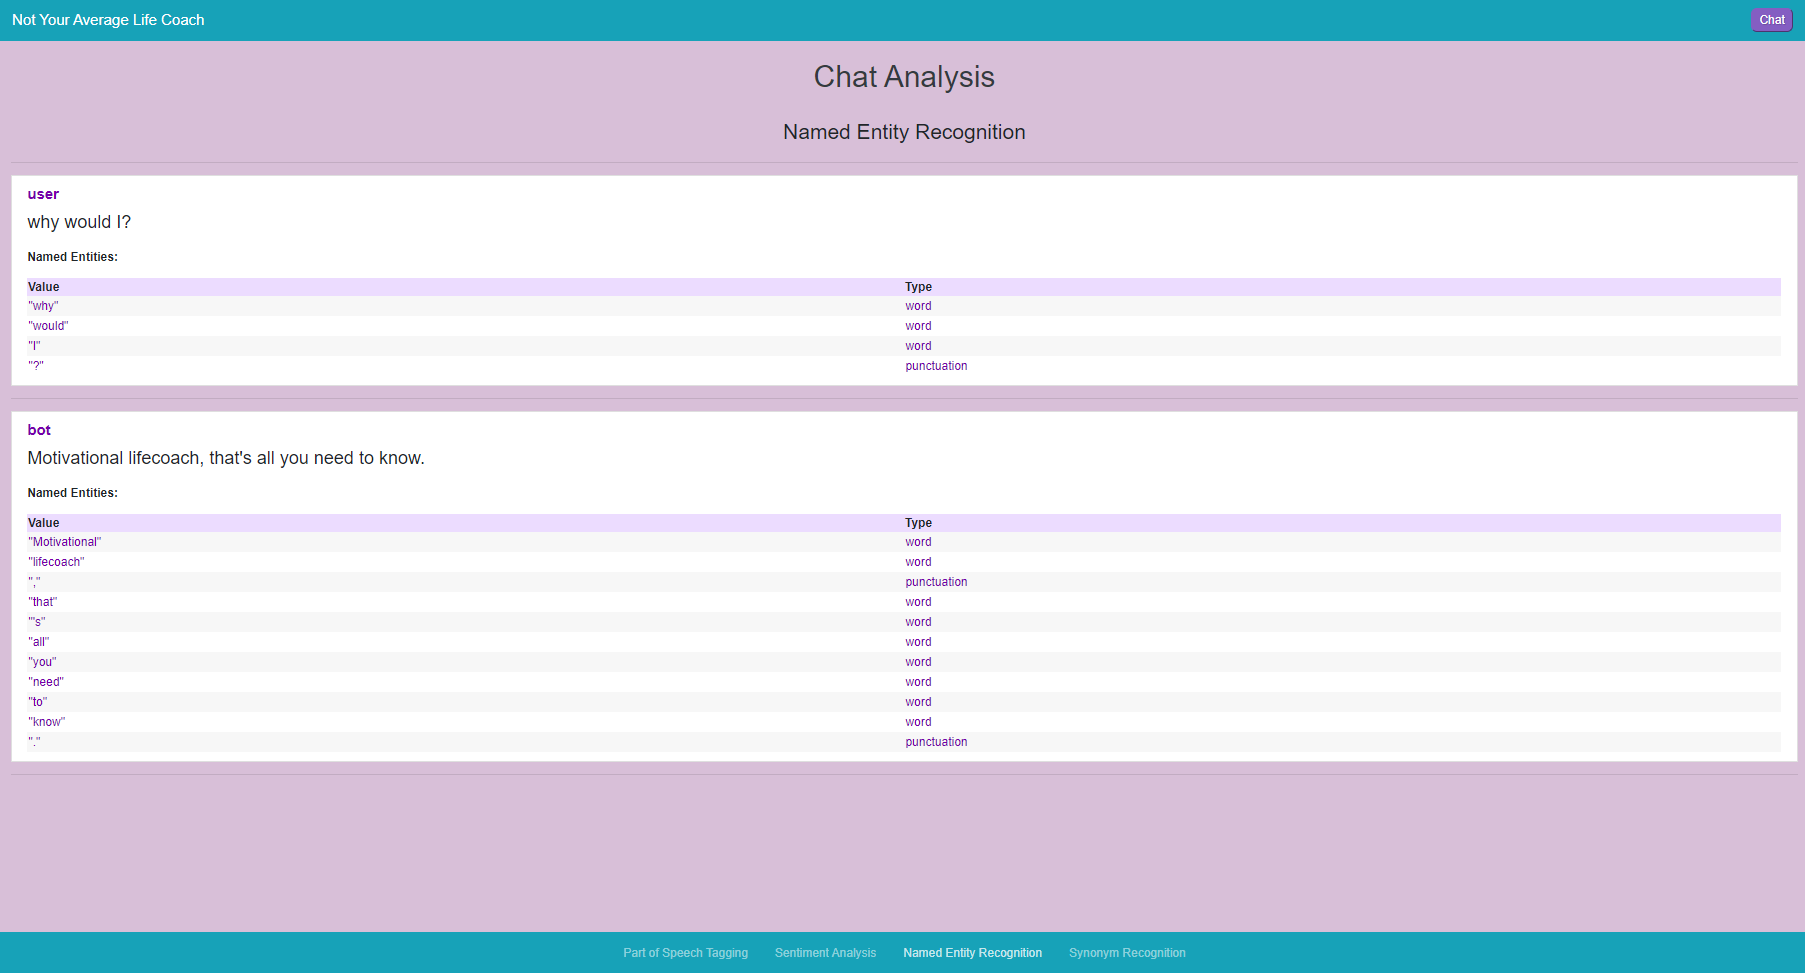 Not Your Average Life Coach
Chat
Chat Analysis
Named Entity Recognition
user
why would I?
Named Entities:
Value Type
"why" word
"would" word
"I" word
"?" punctuation
bot
Motivational lifecoach, that's all you need to know.
Named Entities:
Value Type
"Motivational" word
"lifecoach" word
"," punctuation
"that" word
"'s" word
"all" word
"you" word
"need" word
"to" word
"know" word
"." punctuation
Part of Speech Tagging Sentiment Analysis Named Entity Recognition Synonym Recognition